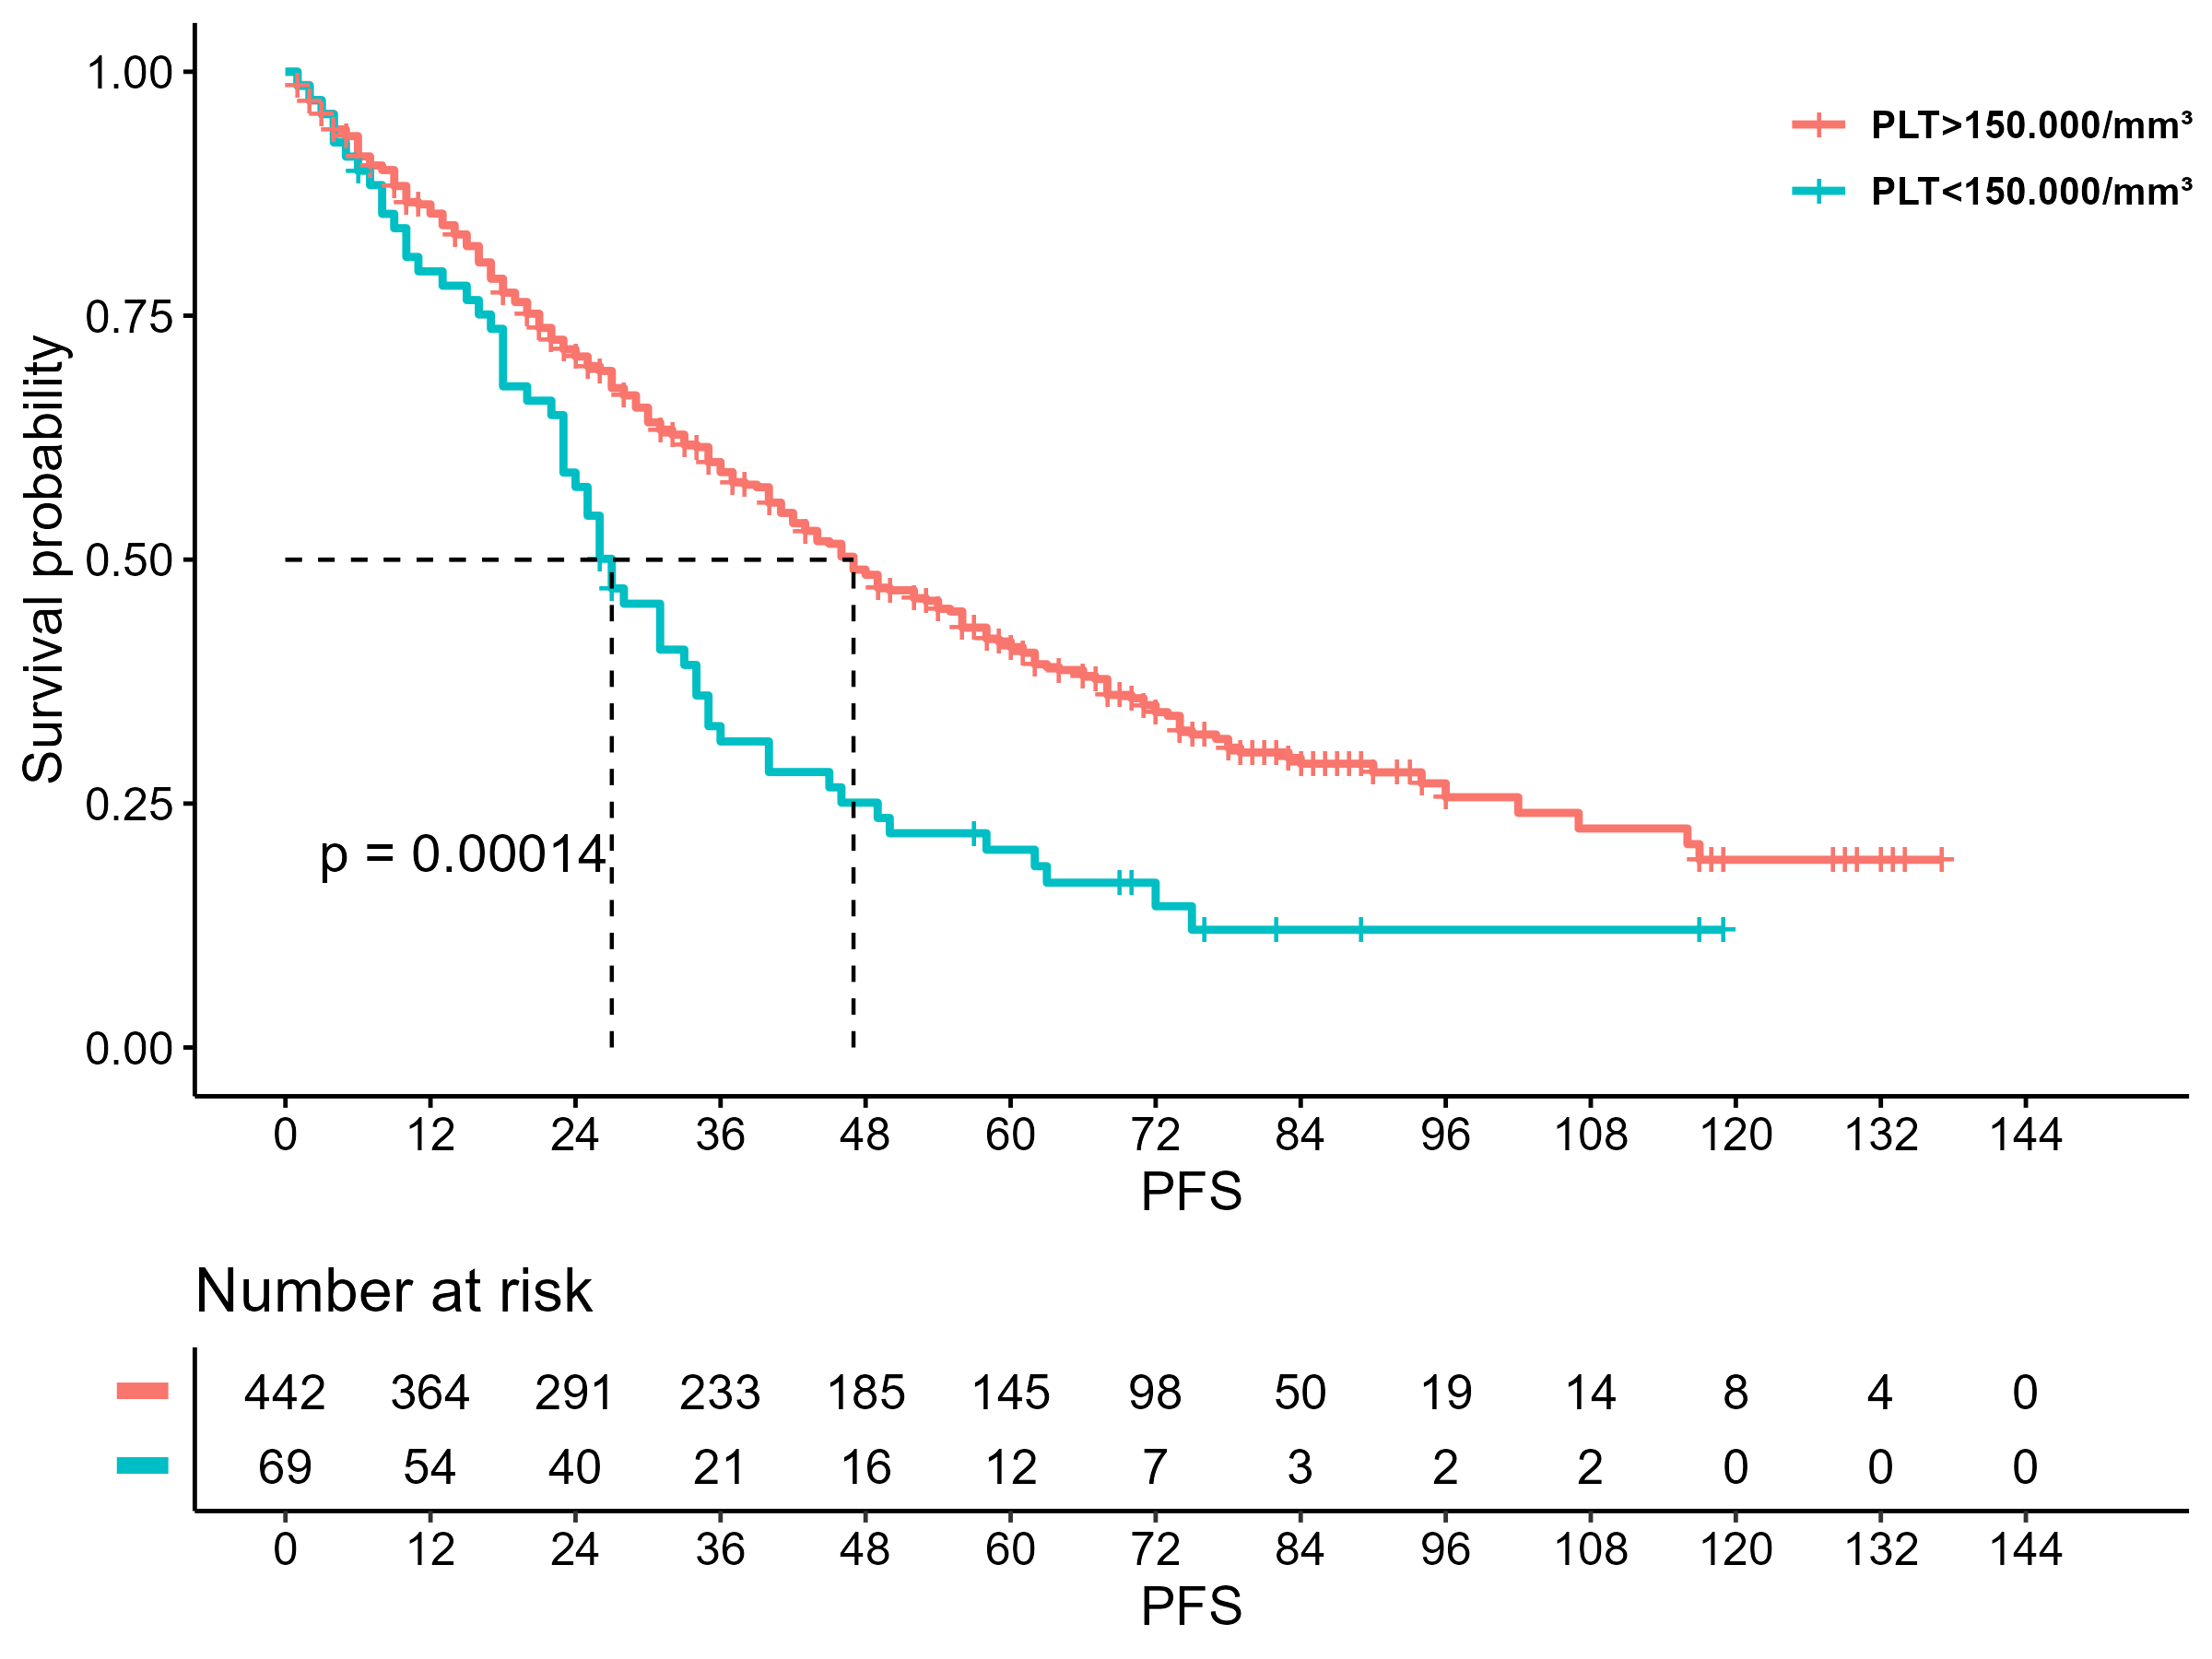 1.00
0.75
0.50
0.25
0.00
Survival probability
PLT>150.000/mm³
PLT<150.000/mm³
p = 0.00014
0 12 24 36 48 60 72 84 96 108 120 132 144
PFS
Number at risk
442 364 291 233 185 145 98 50 19 14 8 4 0
69 54 40 21 16 12 7 3 2 2 0 0 0
0 12 24 36 48 60 72 84 96 108 120 132 144
PFS